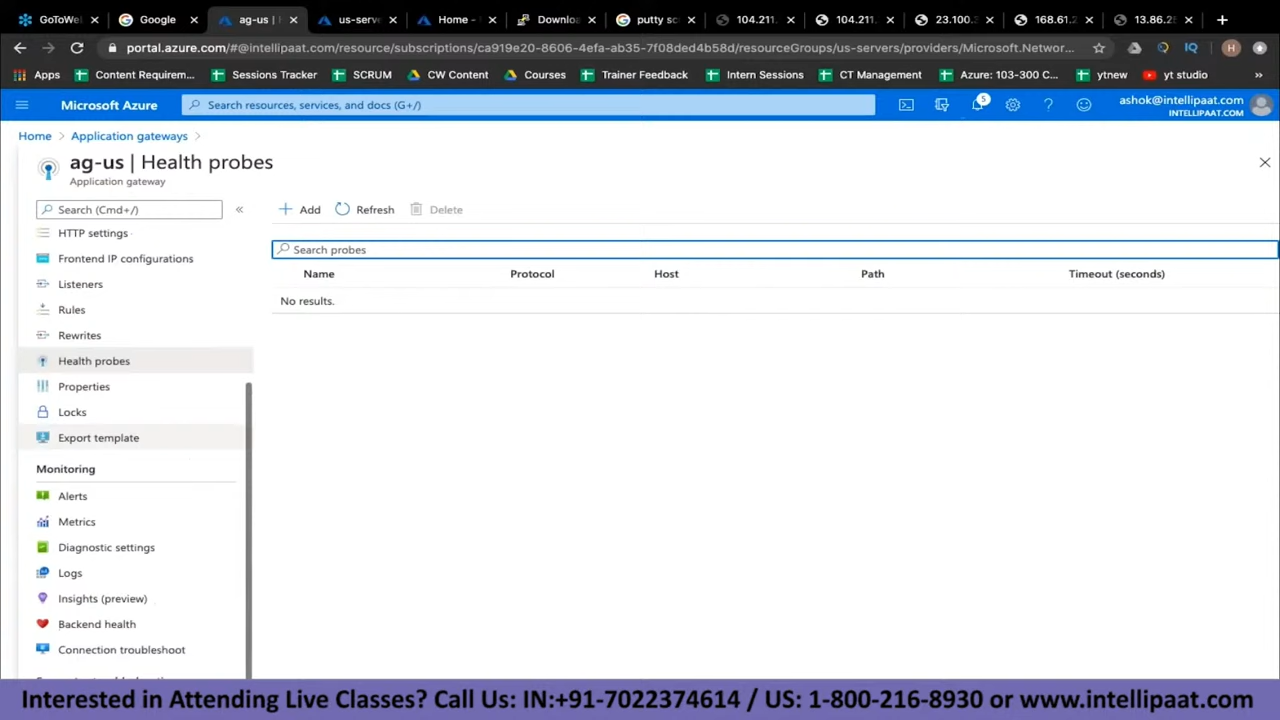 GoToWel
Google
ag-us |
us-serve
Home -
Downloa
putty sc
104.211.
104.211.
23.100.
168.61.2
13.86.28
portal.azure.com/#@intellipaat.com/resource/subscriptions/ca919e20-8606-4efa-ab35-7f08ded4b58d/resourceGroups/us-servers/providers/Microsoft.Networ...
IQ
H
Apps
Content Requirem...
Sessions Tracker
SCRUM
CW Content
Courses
Trainer Feedback
Intern Sessions
CT Management
Azure: 103-300 C...
ytnew
yt studio
»
Microsoft Azure
Search resources, services, and docs (G+/)
5
ashok@intellipaat.com
INTELLIPAAT.COM
Home > Application gateways >
ag-us | Health probes
Application gateway
Search (Cmd+/)
«
Add
Refresh
Delete
HTTP settings
Frontend IP configurations
Listeners
Rules
Rewrites
Health probes
Properties
Locks
Export template
Monitoring
Alerts
Metrics
Diagnostic settings
Logs
Insights (preview)
Backend health
Connection troubleshoot
Search probes
Name
Protocol
Host
Path
Timeout (seconds)
No results.
Interested in Attending Live Classes? Call Us: IN:+91-7022374614 / US: 1-800-216-8930 or www.intellipaat.com